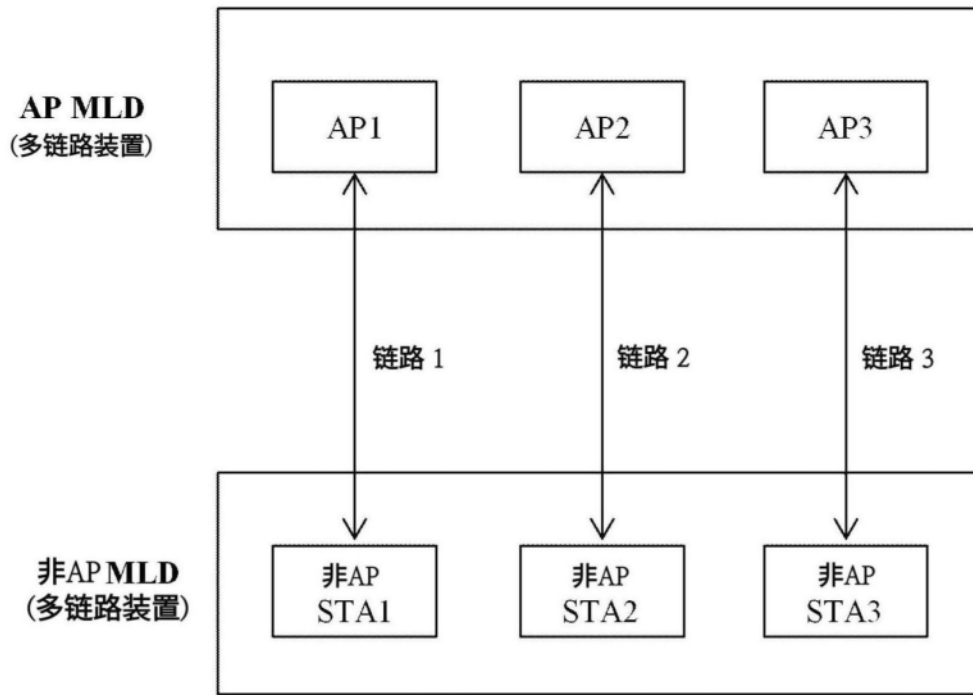 AP MLD
(多链路装置)
AP1
AP2
AP3
链路 1
链路 2
链路 3
非AP MLD
(多链路装置)
非AP
STA1
非AP
STA2
非AP
STA3